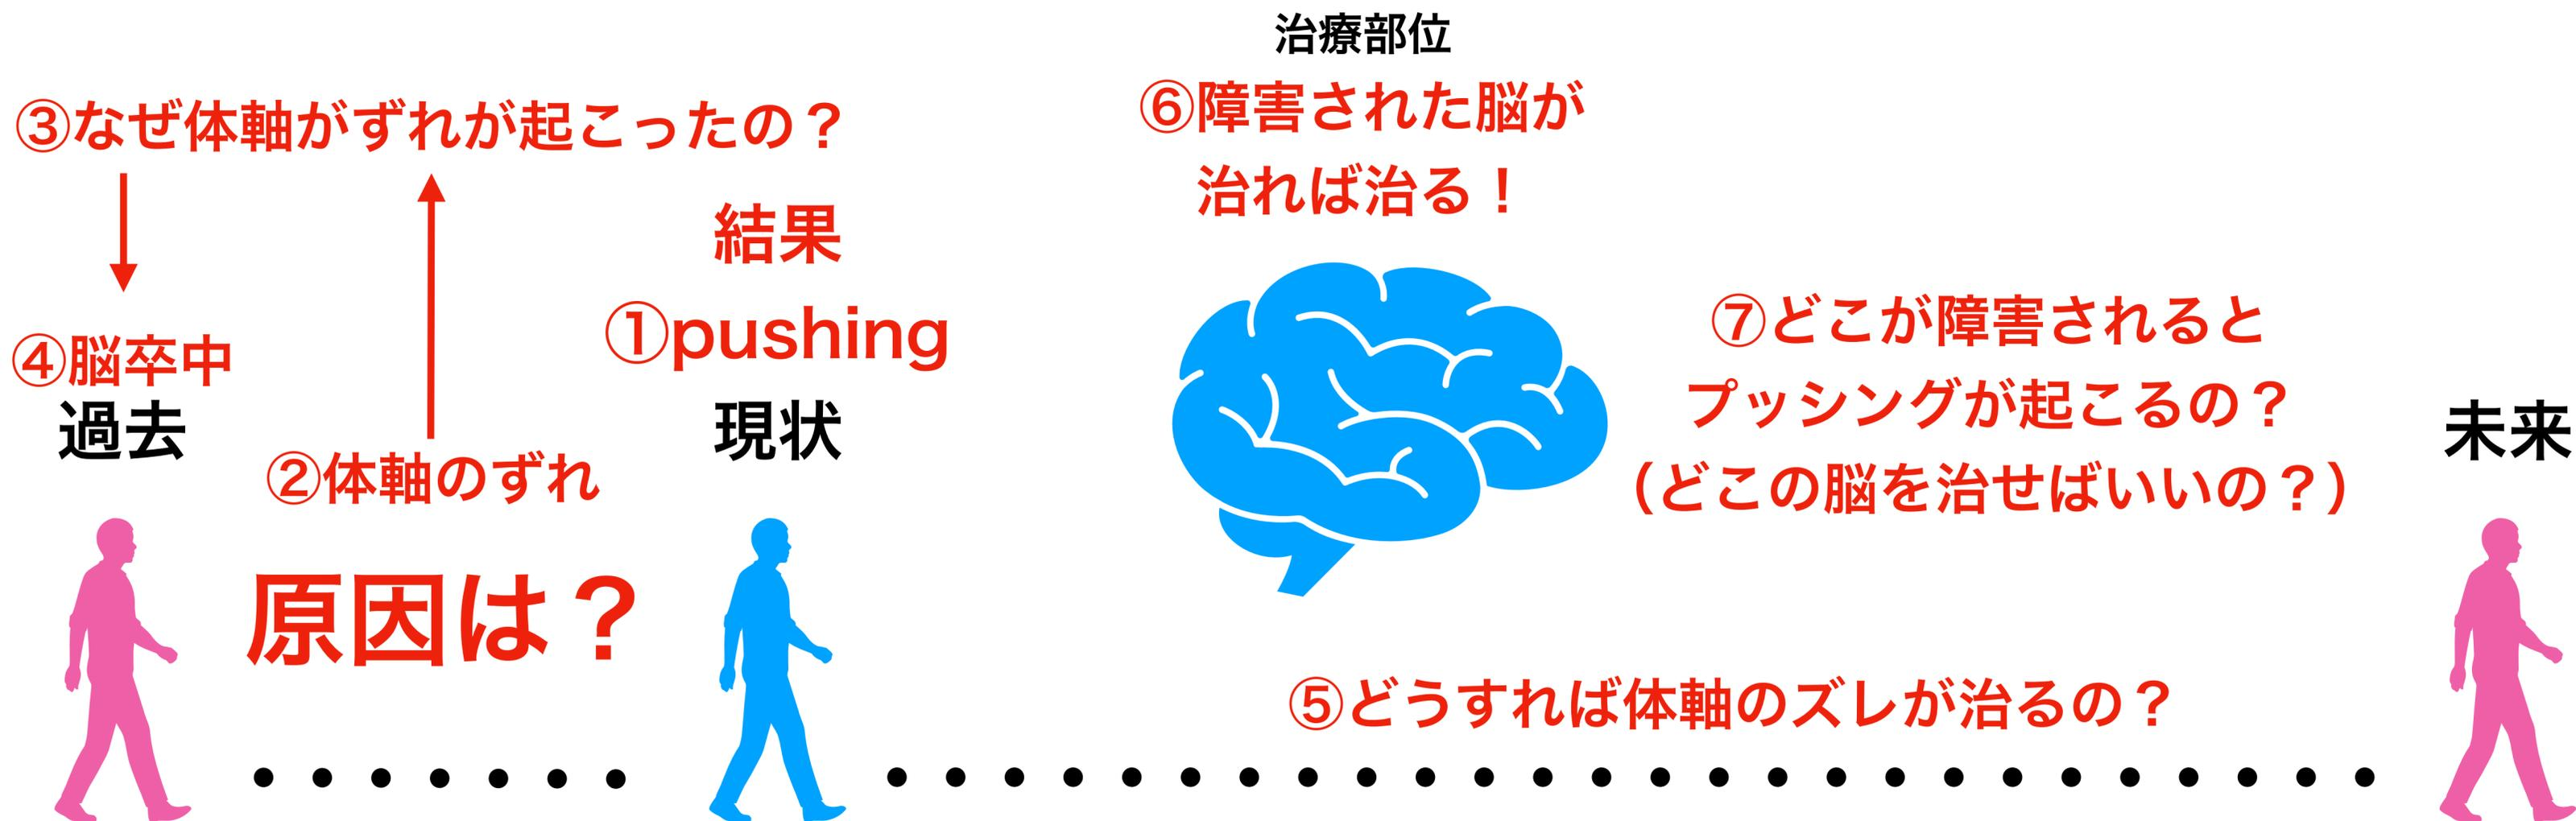 治療部位
③なぜ体軸がずれが起こったの？
⑥障害された脳が
治れば治る！
結果
①pushing
④脳卒中
過去
現状
②体軸のずれ
原因は？
⑦どこが障害されると
プッシングが起こるの？
（どこの脳を治せばいいの？）
未来
⑤どうすれば体軸のズレが治るの？